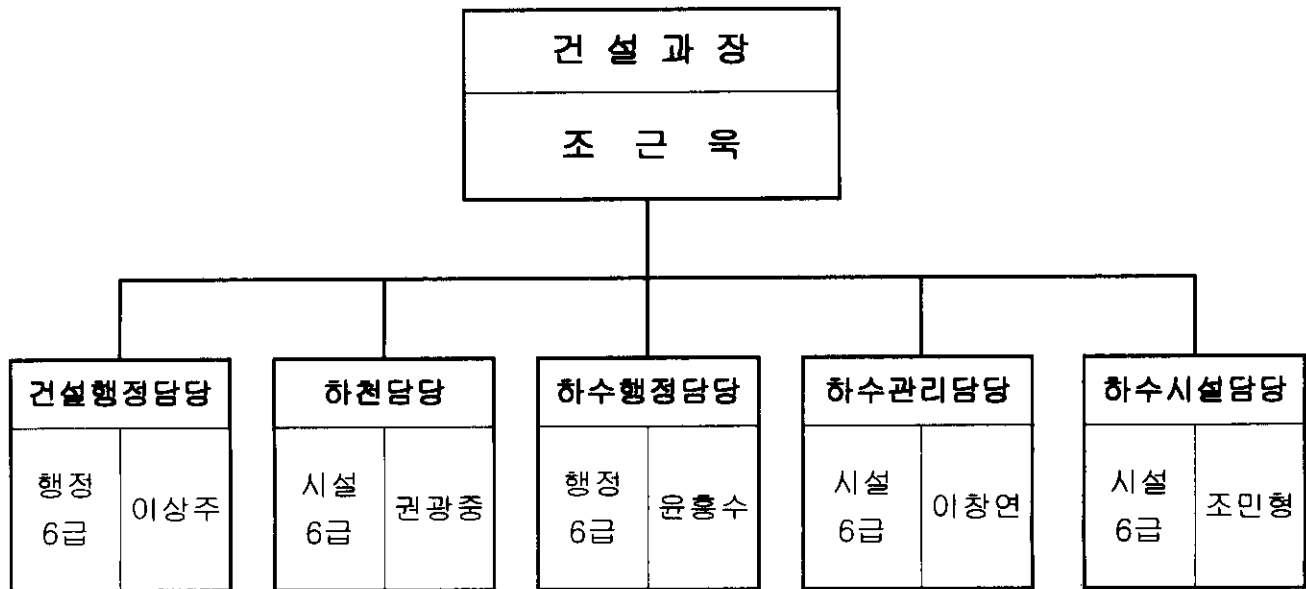 건 설 과 장
조 근 욱
건설행정담당
행정 6급
이상주
하천담당
시설 6급
권광중
하수행정담당
행정 6급
윤홍수
하수관리담당
시설 6급
이창연
하수시설담당
시설 6급
조민형